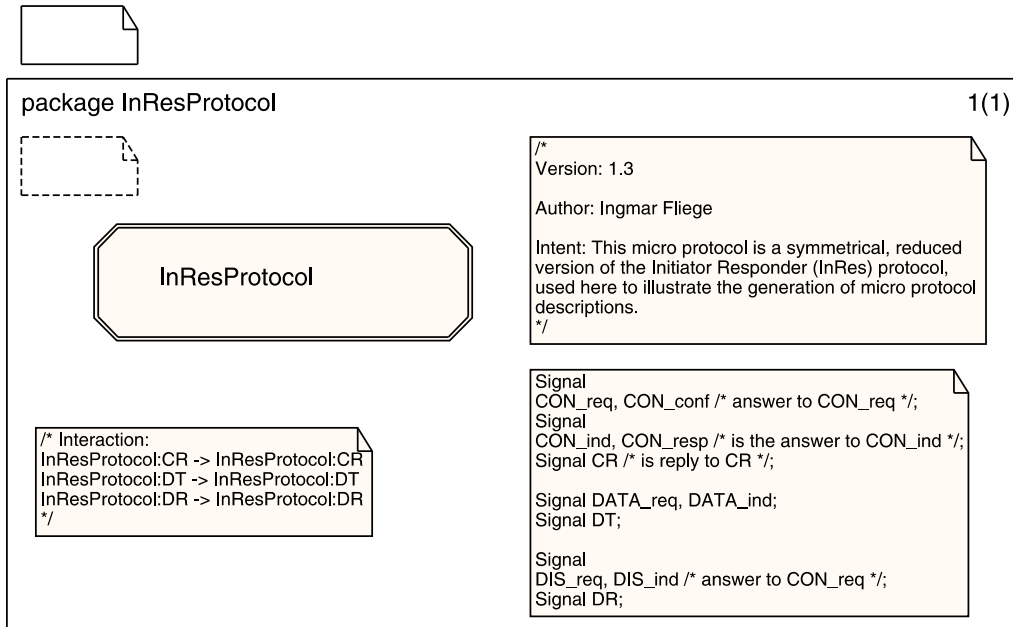 package InResProtocol
1(1)
InResProtocol
/*
Version: 1.3
Author: Ingmar Fliege
Intent: This micro protocol is a symmetrical, reduced
version of the Initiator Responder (InRes) protocol,
used here to illustrate the generation of micro protocol
descriptions.
*/
/* Interaction:
InResProtocol:CR -> InResProtocol:CR
InResProtocol:DT -> InResProtocol:DT
InResProtocol:DR -> InResProtocol:DR
*/
Signal
CON_req, CON_conf /* answer to CON_req */;
Signal
CON_ind, CON_resp /* is the answer to CON_ind */;
Signal CR /* is reply to CR */;
Signal DATA_req, DATA_ind;
Signal DT;
Signal
DIS_req, DIS_ind /* answer to CON_req */;
Signal DR;